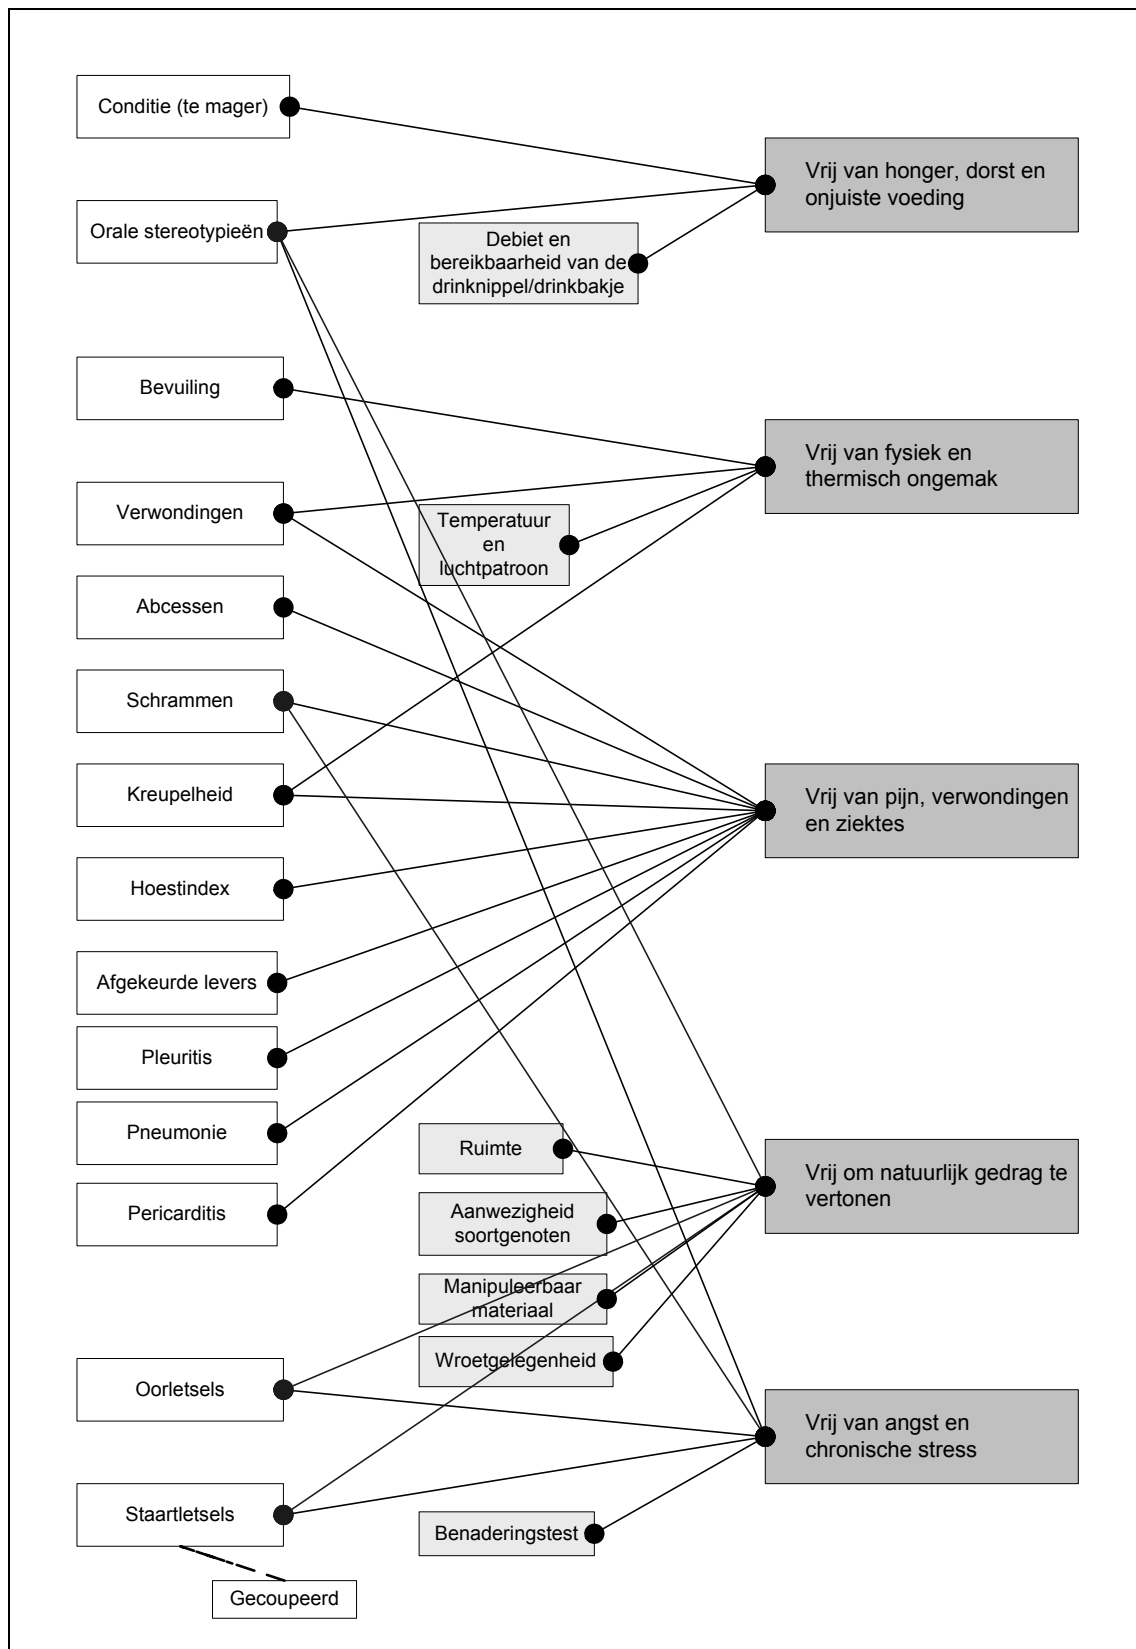 Conditie (te mager)
Vrij van honger, dorst en
onjuiste voeding
Orale stereotypieën
Debiet en
bereikbaarheid van de
drinknippel/drinkbakje
Bevuiling
Vrij van fysiek en
thermisch ongemak
Verwondingen
Temperatuur
en
luchtpatroon
Abcessen
Schrammen
Kreupelheid
Vrij van pijn, verwondingen
en ziektes
Hoestindex
Afgekeurde levers
Pleuritis
Pneumonie
Ruimte
Vrij om natuurlijk gedrag te
vertonen
Pericarditis
Aanwezigheid
soortgenoten
Manipuleerbaar
materiaal
Wroetgelegenheid
Oorletsels
Vrij van angst en
chronische stress
Staartletsels
Benaderingstest
Gecoupeerd